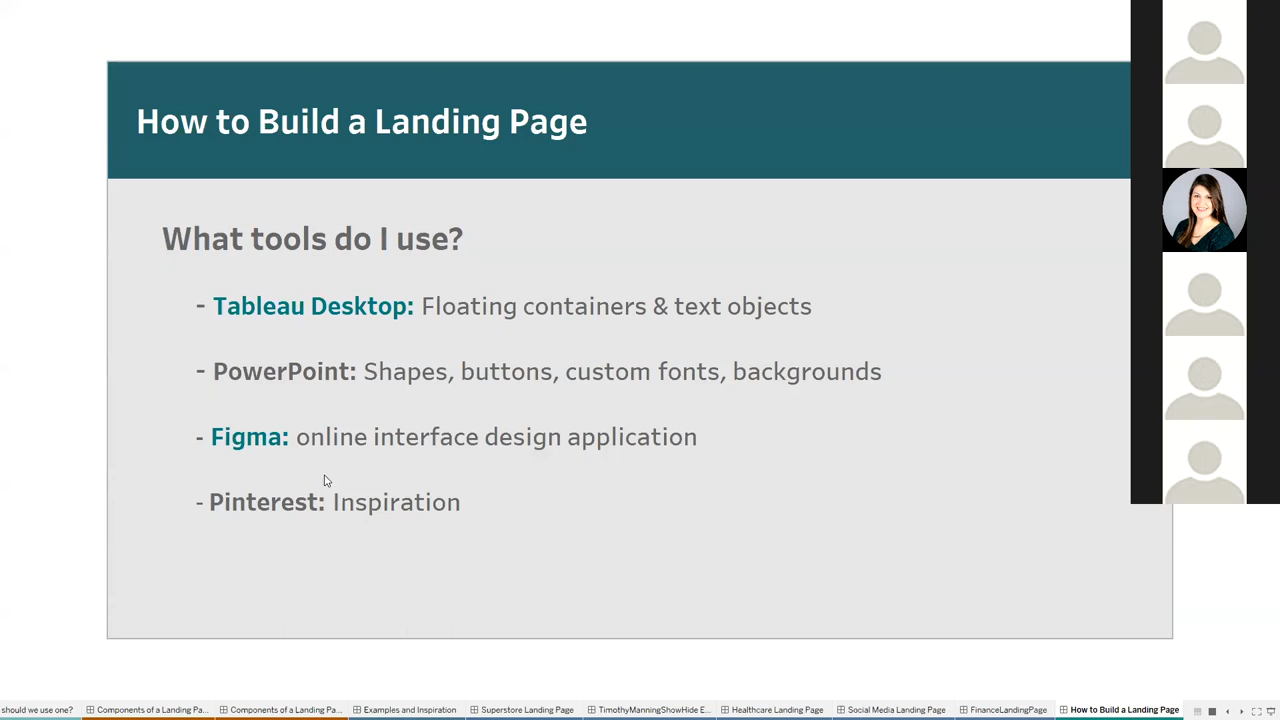 How to Build a Landing Page
What tools do I use?
- Tableau Desktop: Floating containers & text objects
- PowerPoint: Shapes, buttons, custom fonts, backgrounds
- Figma: online interface design application
- Pinterest: Inspiration
should we use one?
Components of a Landing Pa...
Components of a Landing Pa...
Examples and Inspiration
Superstore Landing Page
TimothyManningShowHide E...
Healthcare Landing Page
Social Media Landing Page
FinanceLandingPage
How to Build a Landing Page